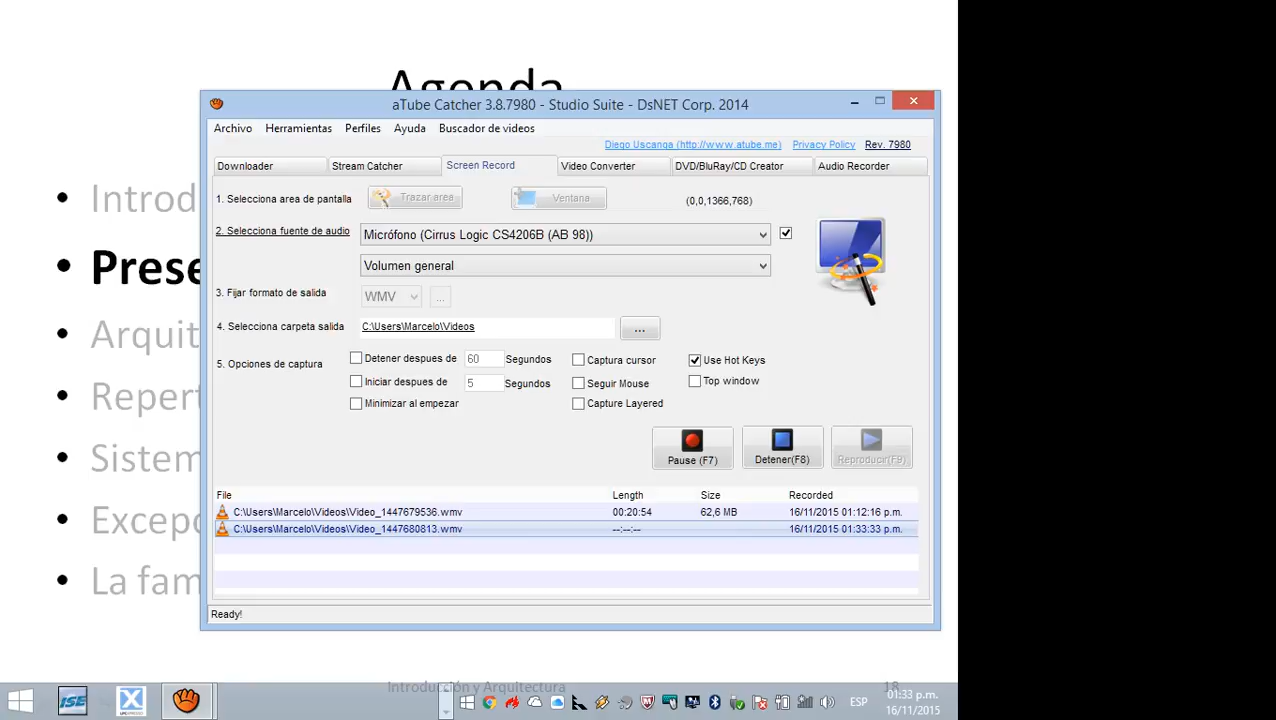 Agenda
aTube Catcher 3.8.7980 - Studio Suite - DsNET Corp. 2014
Archivo Herramientas Perfiles Ayuda Buscador de videos
Diego Uscanga (http://www.atube.me) Privacy Policy Rev. 7980
Downloader Stream Catcher Screen Record Video Converter DVD/BluRay/CD Creator Audio Recorder
1. Selecciona area de pantalla Trazar area Ventana (0,0,1366,768)
• Introd
2. Selecciona fuente de audio Micrófono (Cirrus Logic CS4206B (AB 98))
• Prese
Volumen general
3. Fijar formato de salida WMV ...
4. Selecciona carpeta salida C:\Users\Marcelo\Videos ...
• Arquit
5. Opciones de captura Detener despues de 60 Segundos Captura cursor Use Hot Keys
Iniciar despues de 5 Segundos Seguir Mouse Top window
• Repert
Minimizar al empezar Capture Layered
• Sistem
Pause (F7) Detener(F8) Reproducir(F9)
File Length Size Recorded
C:\Users\Marcelo\Videos\Video_1447679536.wmv 00:20:54 62,6 MB 16/11/2015 01:12:16 p.m.
• Excepc
C:\Users\Marcelo\Videos\Video_1447680813.wmv --:--:-- 16/11/2015 01:33:33 p.m.
• La fam
Ready!
Introducción y Arquitectura
ISE X ESP 01:33 p.m.
16/11/2015